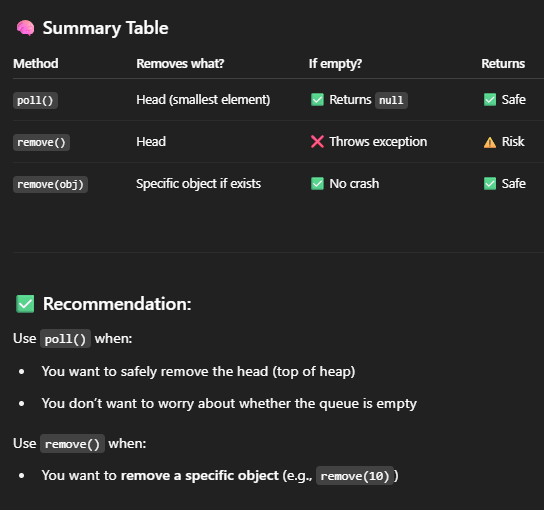 🧠 Summary Table
Method Removes what? If empty? Returns
poll() Head (smallest element) ✅ Returns null ✅ Safe
remove() Head ❌ Throws exception ⚠️ Risk
remove(obj) Specific object if exists ✅ No crash ✅ Safe
✅ Recommendation:
Use poll() when:
• You want to safely remove the head (top of heap)
• You don’t want to worry about whether the queue is empty
Use remove() when:
• You want to remove a specific object (e.g., remove(10))